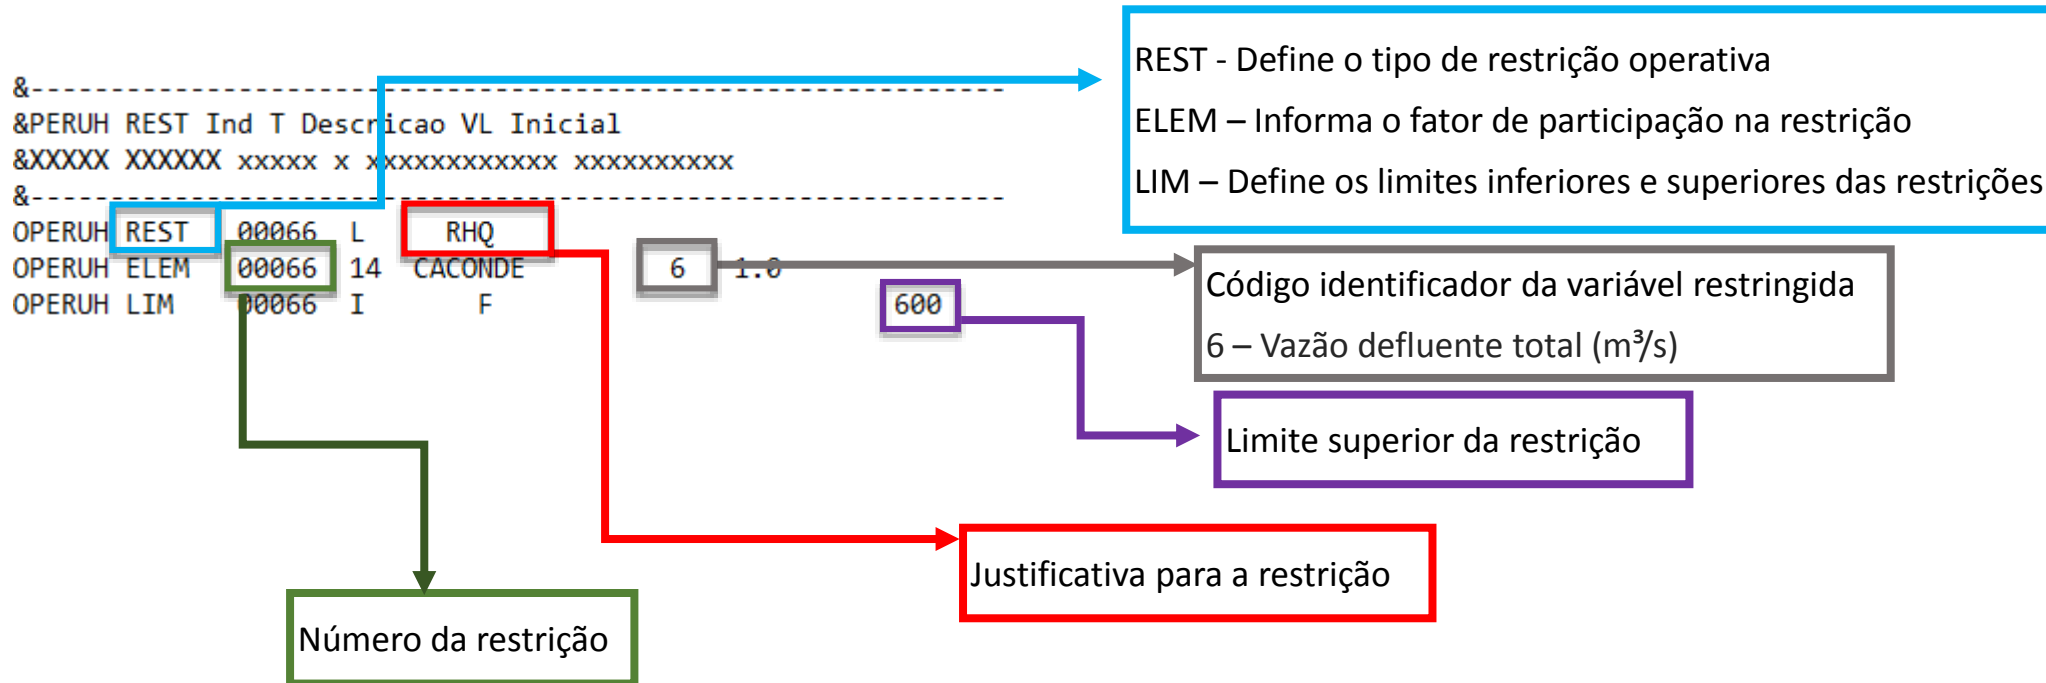 REST - Define o tipo de restrição operativa
ELEM – Informa o fator de participação na restrição
LIM – Define os limites inferiores e superiores das restrições
&-------------------------------------------------------------
&PERUH REST Ind T Descricao VL Inicial
&XXXXX XXXXXX xxxxx x xxxxxxxxxxxx xxxxxxxxxx
&-------------------------------------------------------------
OPERUH REST 00066 L RHQ
OPERUH ELEM 00066 14 CACONDE 6 1.0
OPERUH LIM 00066 I F 600
Código identificador da variável restringida
6 – Vazão defluente total (m³/s)
Limite superior da restrição
Justificativa para a restrição
Número da restrição